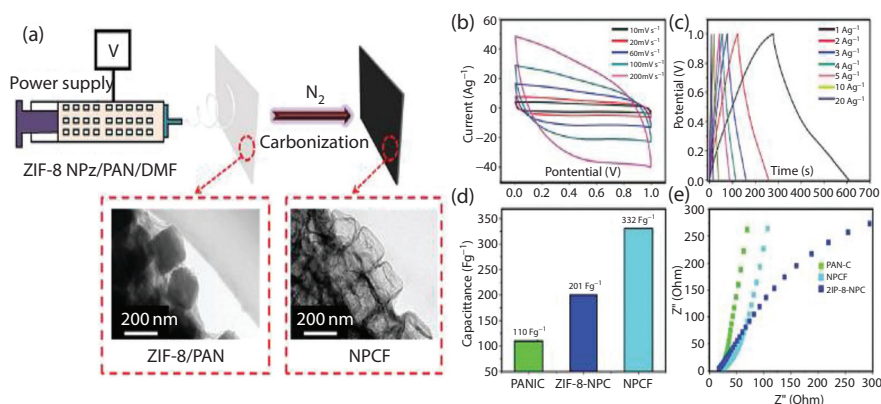 (a)
V
Power supply
ZIF-8 NPz/PAN/DMF
N2
Carbonization
200 nm
ZIF-8/PAN
200 nm
NPCF
(b)
Current (Ag⁻¹)
60
40
20
0
−20
−40
0.0 0.2 0.4 0.6 0.8 1.0
Pontential (V)
10mV s⁻¹
20mV s⁻¹
60mV s⁻¹
100mV s⁻¹
200mV s⁻¹
(c)
Potential (V)
1.0
0.8
0.6
0.4
0.2
0.0
0 100 200 300 400 500 600 700
Time (s)
1 Ag⁻¹
2 Ag⁻¹
3 Ag⁻¹
4 Ag⁻¹
5 Ag⁻¹
10 Ag⁻¹
20 Ag⁻¹
(d)
Capacittance (Fg⁻¹)
350
300
250
200
150
100
50
110 Fg⁻¹
201 Fg⁻¹
332 Fg⁻¹
PANIC ZIF-8-NPC NPCF
(e)
Z" (Ohm)
300
250
200
150
100
50
0
0 50 100 150 200 250 300
Z" (Ohm)
PAN-C
NPCF
2IP-8-NPC